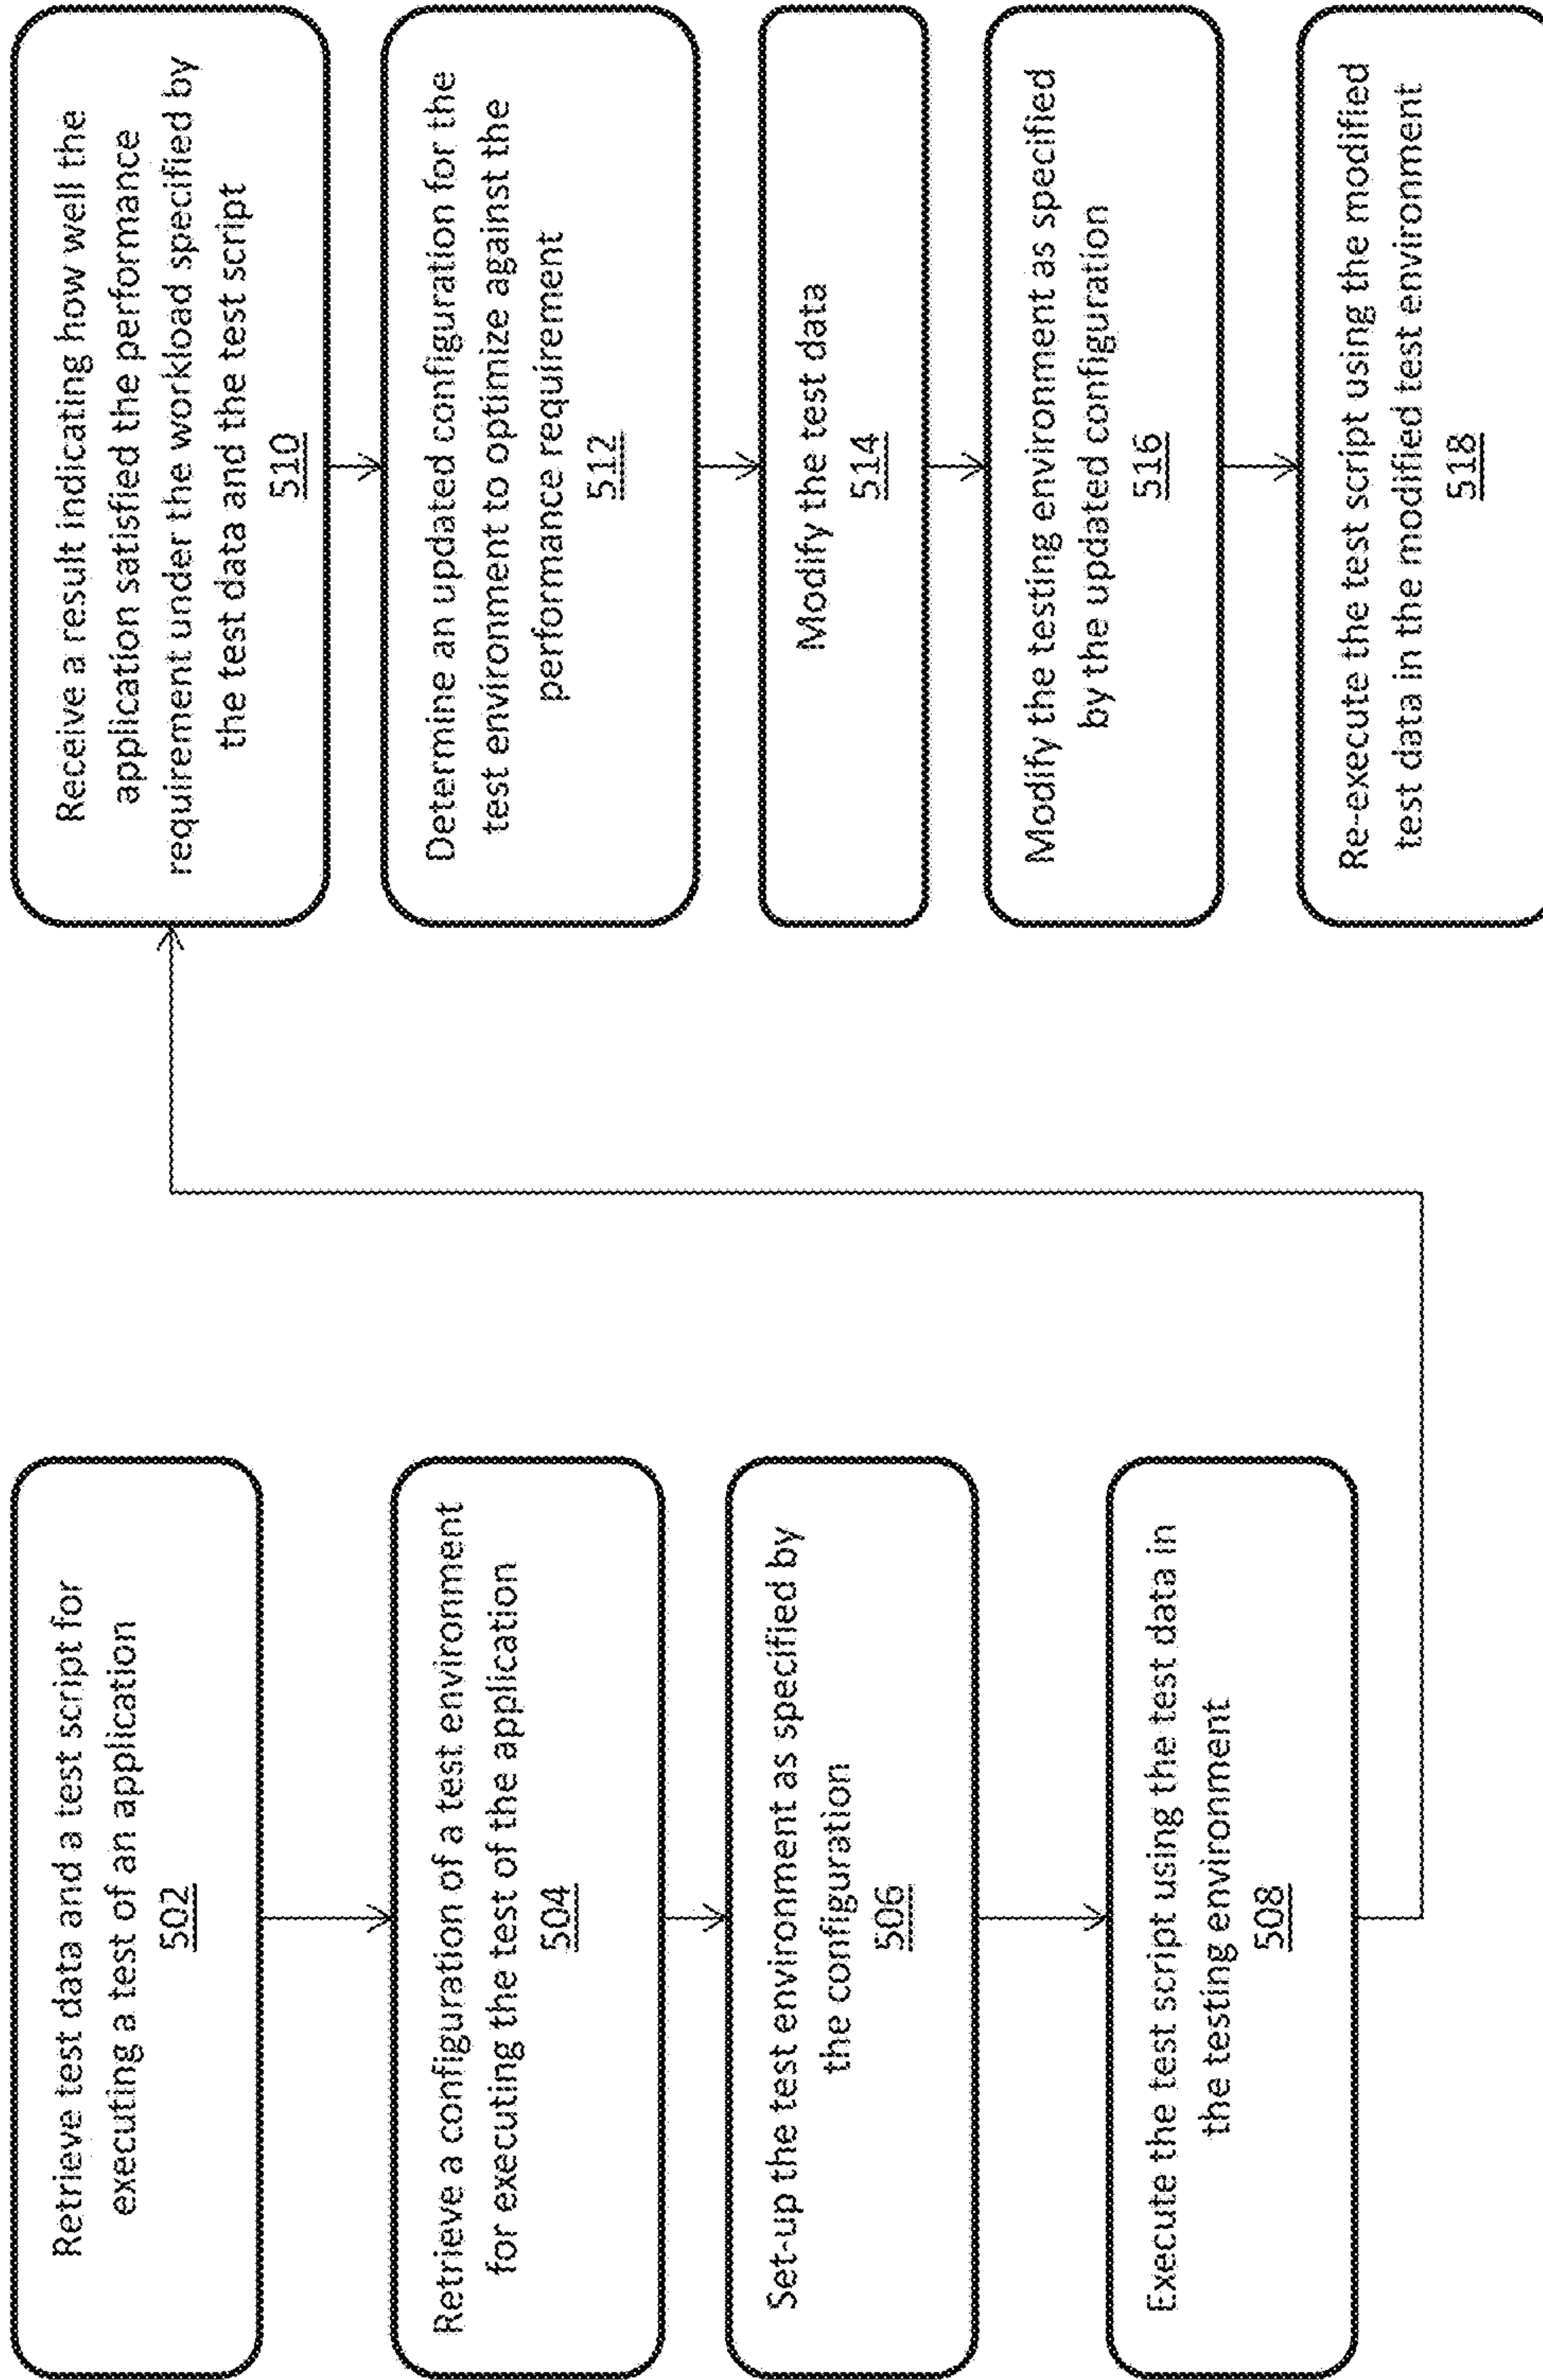 Retrieve test data and a test script for
executing a test of an application
502
Retrieve a configuration of a test environment
for executing the test of the application
504
Set-up the test environment as specified by
the configuration
506
Execute the test script using the test data in
the testing environment
508
Receive a result indicating how well the
application satisfied the performance
requirement under the workload specified by
the test data and the test script
510
Determine an updated configuration for the
test environment to optimize against the
performance requirement
512
Modify the test data
514
Modify the testing environment as specified
by the updated configuration
516
Re-execute the test script using the modified
test data in the modified test environment
518